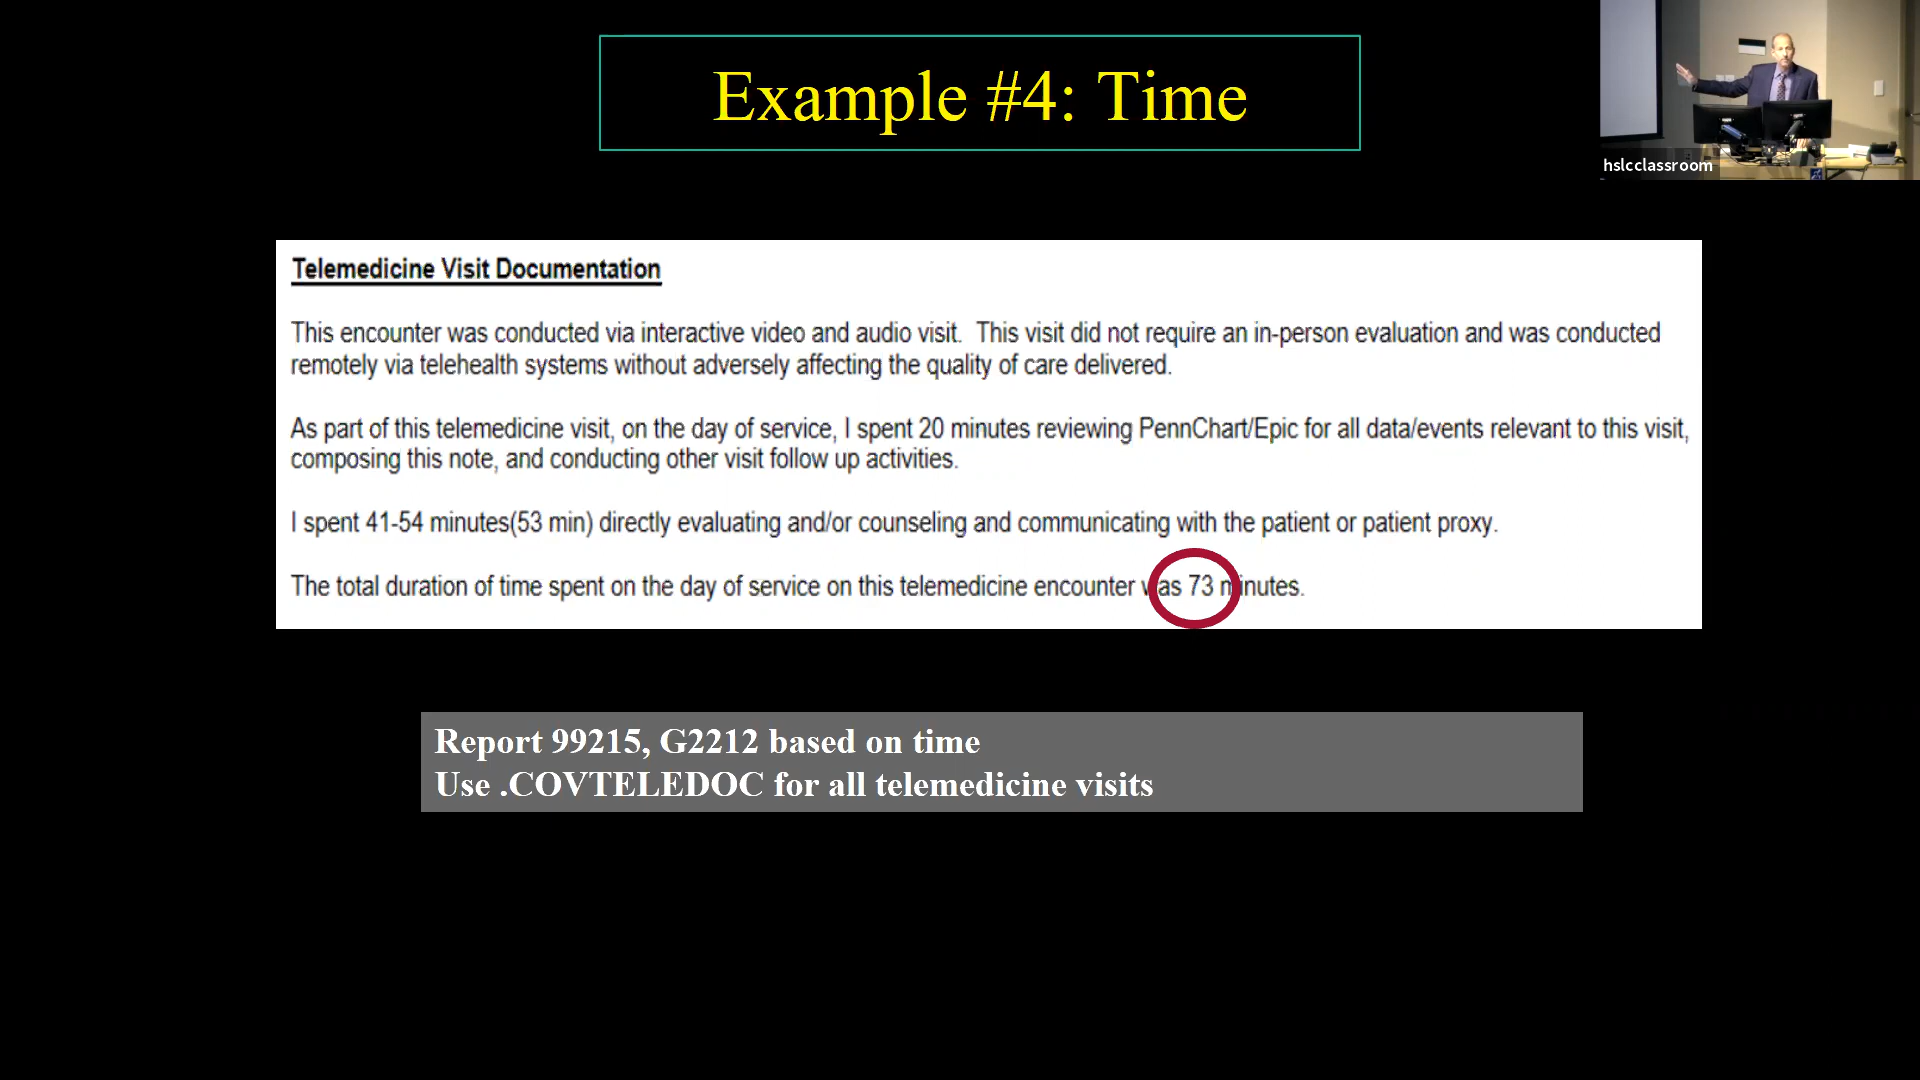 Example #4: Time
hslcclassroom
Telemedicine Visit Documentation
This encounter was conducted via interactive video and audio visit.  This visit did not require an in-person evaluation and was conducted
remotely via telehealth systems without adversely affecting the quality of care delivered.
As part of this telemedicine visit, on the day of service, I spent 20 minutes reviewing PennChart/Epic for all data/events relevant to this visit,
composing this note, and conducting other visit follow up activities.
I spent 41-54 minutes(53 min) directly evaluating and/or counseling and communicating with the patient or patient proxy.
The total duration of time spent on the day of service on this telemedicine encounter was 73 minutes.
Report 99215, G2212 based on time
Use .COVTELEDOC for all telemedicine visits